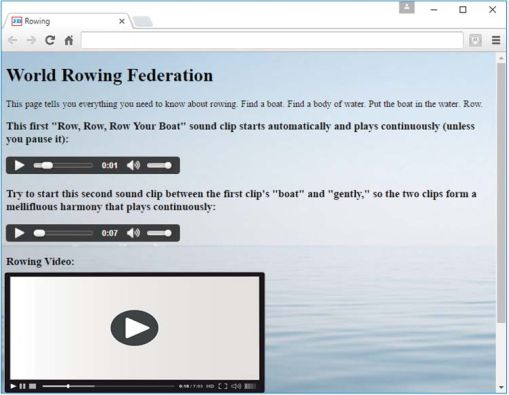 Rowing
World Rowing Federation
This page tells you everything you need to know about rowing. Find a boat. Find a body of water. Put the boat in the water. Row.
This first "Row, Row, Row Your Boat" sound clip starts automatically and plays continuously (unless
you pause it):
0:01
Try to start this second sound clip between the first clip's "boat" and "gently," so the two clips form a
mellifluous harmony that plays continuously:
0:07
Rowing Video:
HD